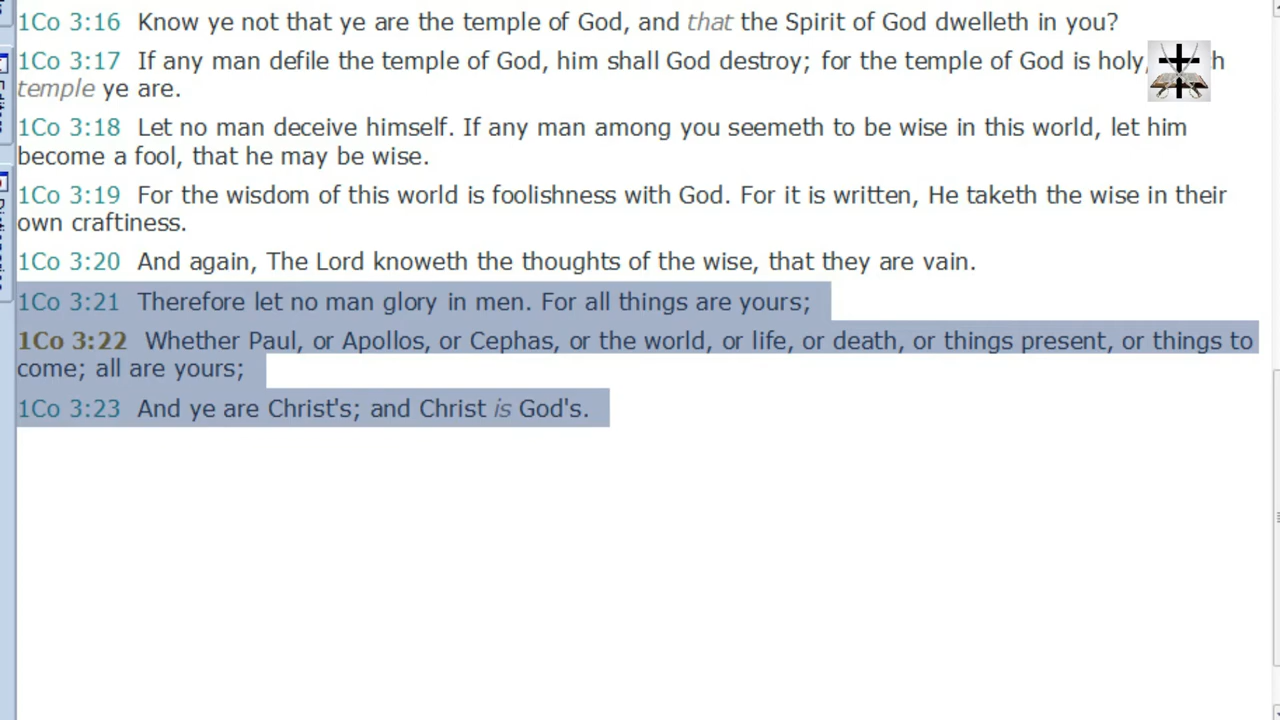 1Co 3:16 Know ye not that ye are the temple of God, and that the Spirit of God dwelleth in you?
1Co 3:17 If any man defile the temple of God, him shall God destroy; for the temple of God is holy,
temple ye are.
1Co 3:18 Let no man deceive himself. If any man among you seemeth to be wise in this world, let him
become a fool, that he may be wise.
1Co 3:19 For the wisdom of this world is foolishness with God. For it is written, He taketh the wise in their
own craftiness.
1Co 3:20 And again, The Lord knoweth the thoughts of the wise, that they are vain.
1Co 3:21 Therefore let no man glory in men. For all things are yours;
1Co 3:22 Whether Paul, or Apollos, or Cephas, or the world, or life, or death, or things present, or things to
come; all are yours;
1Co 3:23 And ye are Christ's; and Christ is God's.